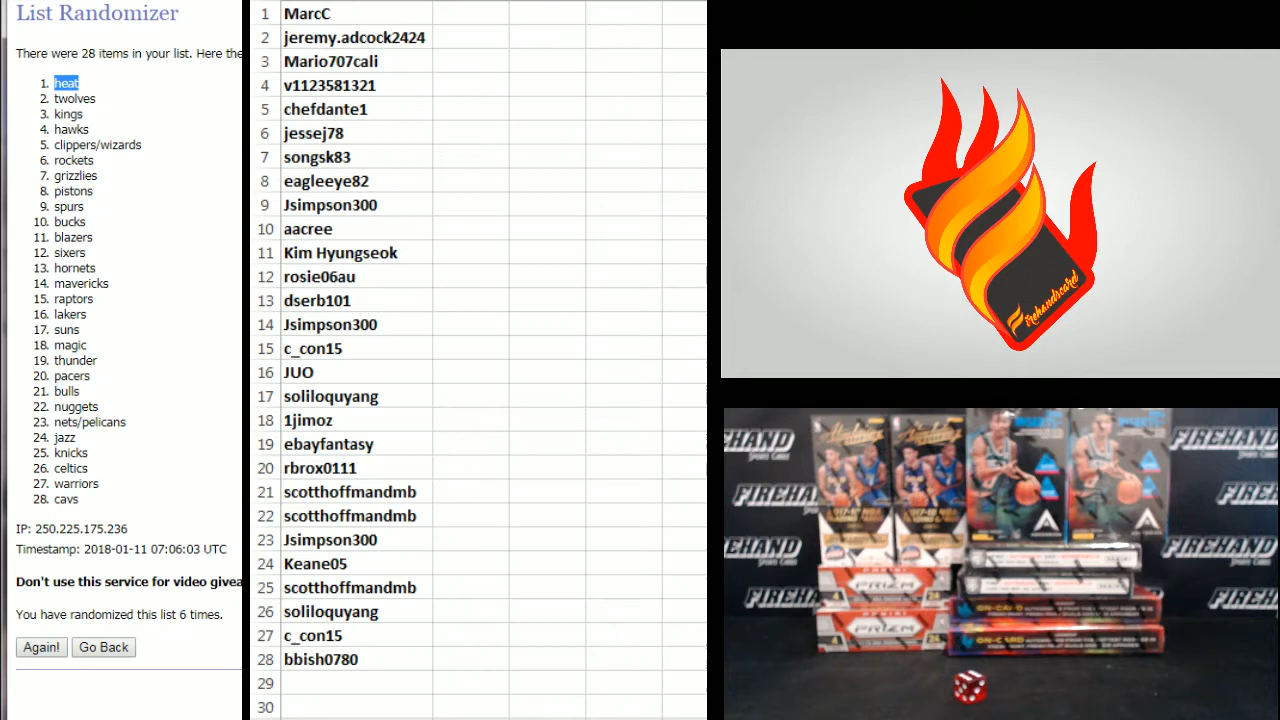 List Randomizer
There were 28 items in your list. Here the
1. heat
2. twolves
3. kings
4. hawks
5. clippers/wizards
6. rockets
7. grizzlies
8. pistons
9. spurs
10. bucks
11. blazers
12. sixers
13. hornets
14. mavericks
15. raptors
16. lakers
17. suns
18. magic
19. thunder
20. pacers
21. bulls
22. nuggets
23. nets/pelicans
24. jazz
25. knicks
26. celtics
27. warriors
28. cavs
IP: 250.225.175.236
Timestamp: 2018-01-11 07:06:03 UTC
Don't use this service for video givea
You have randomized this list 6 times.
Again! Go Back
1 MarcC
2 jeremy.adcock2424
3 Mario707cali
4 v1123581321
5 chefdante1
6 jessej78
7 songsk83
8 eagleeye82
9 Jsimpson300
10 aacree
11 Kim Hyungseok
12 rosie06au
13 dserb101
14 Jsimpson300
15 c_con15
16 JUO
17 soliloquyang
18 1jimoz
19 ebayfantasy
20 rbrox0111
21 scotthoffmandmb
22 scotthoffmandmb
23 Jsimpson300
24 Keane05
25 scotthoffmandmb
26 soliloquyang
27 c_con15
28 bbish0780
29
30
Firehandscard
FIREHAND
FIREHAND
FIREHAND
FIREHAND
PRIZM
PRIZM
ON-CARD
ON-CARD